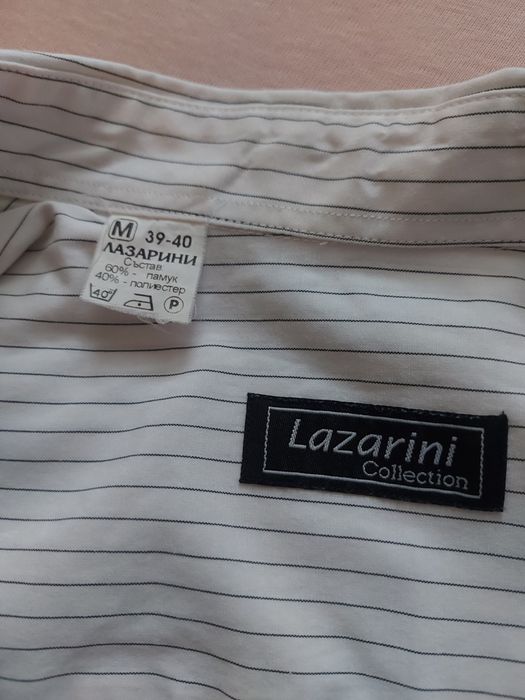 M 39-40
ЛАЗАРИНИ
Състав
60% - памук
40% - полиестер
40° P
Lazarini
Collection